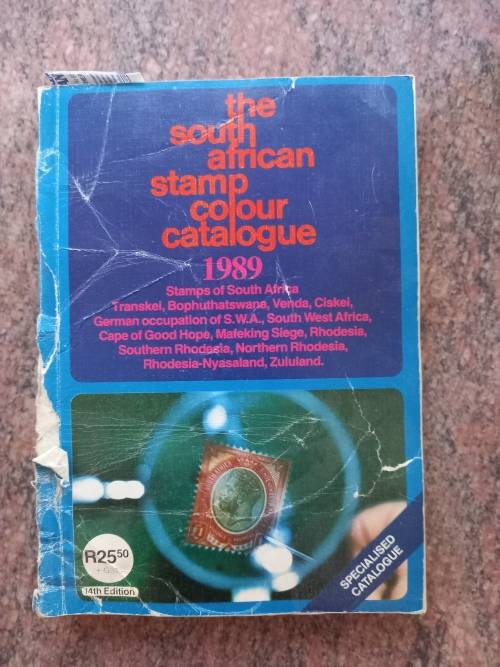 the
south
african
stamp
colour
catalogue
1989
Stamps of South Africa
Transkei, Bophuthatswana, Venda, Ciskei,
German occupation of S.W.A., South West Africa,
Cape of Good Hope, Mafeking Siege, Rhodesia,
Southern Rhodesia, Northern Rhodesia,
Rhodesia-Nyasaland, Zululand.
R25⁵⁰
14th Edition
SPECIALISED
CATALOGUE